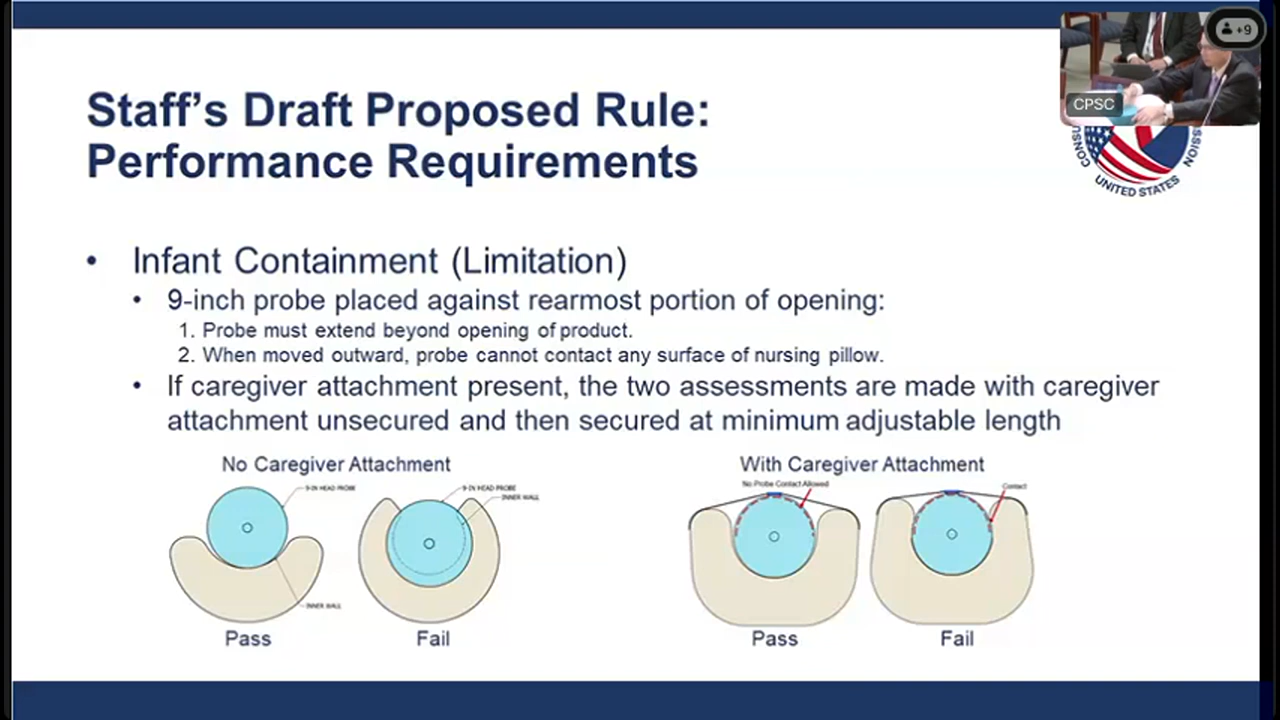 Staff's Draft Proposed Rule:
Performance Requirements
+9
CPSC
UNITED STATES
• Infant Containment (Limitation)
• 9-inch probe placed against rearmost portion of opening:
1. Probe must extend beyond opening of product.
2. When moved outward, probe cannot contact any surface of nursing pillow.
• If caregiver attachment present, the two assessments are made with caregiver
attachment unsecured and then secured at minimum adjustable length
No Caregiver Attachment
9-IN HEAD PROBE
INNER WALL
Pass
9-IN HEAD PROBE
INNER WALL
Fail
With Caregiver Attachment
No Probe Contact Allowed
Pass
Contact
Fail